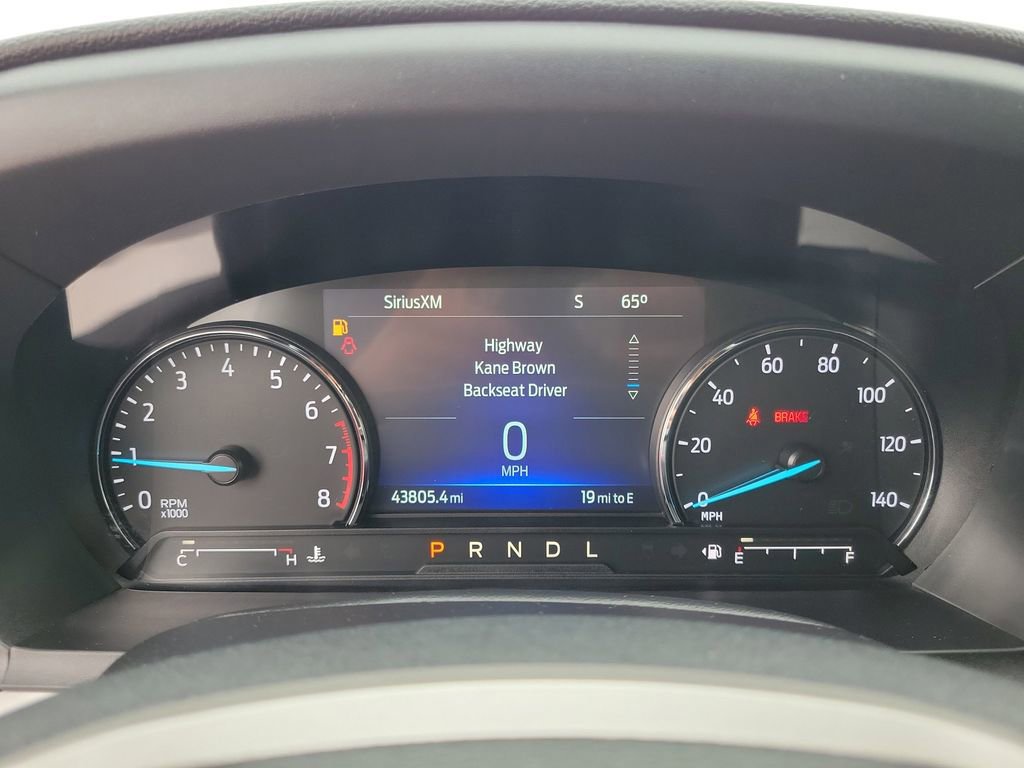 SiriusXM S 65°
Highway
Kane Brown
Backseat Driver
0
MPH
43805.4 mi 19 mi to E
0 1 2 3 4 5 6 7 8
RPM
x1000
0 20 40 60 80 100 120 140
MPH
BRAKE
C H
P R N D L
E F